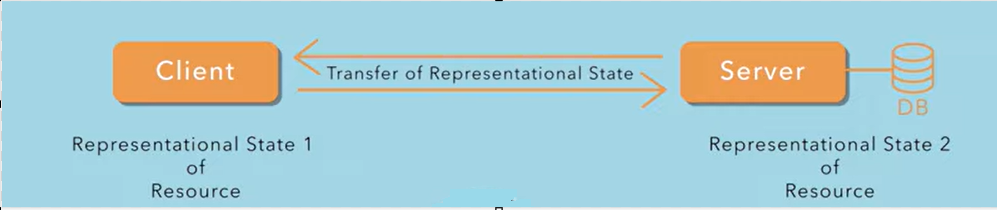 Client
Transfer of Representational State
Server
DB
Representational State 1
of
Resource
Representational State 2
of
Resource